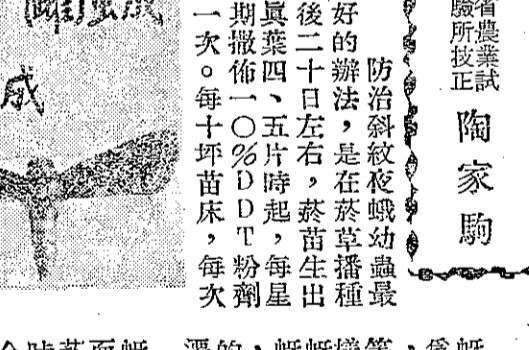 省農業試
驗所技正
陶家駒
防治斜紋夜蛾幼蟲最
好的辦法，是在菸草播種
後二十日左右，菸苗生出
眞葉四、五片時起，每星
期撒佈一〇％DDT粉劑
一次。每十坪苗床，每次
成